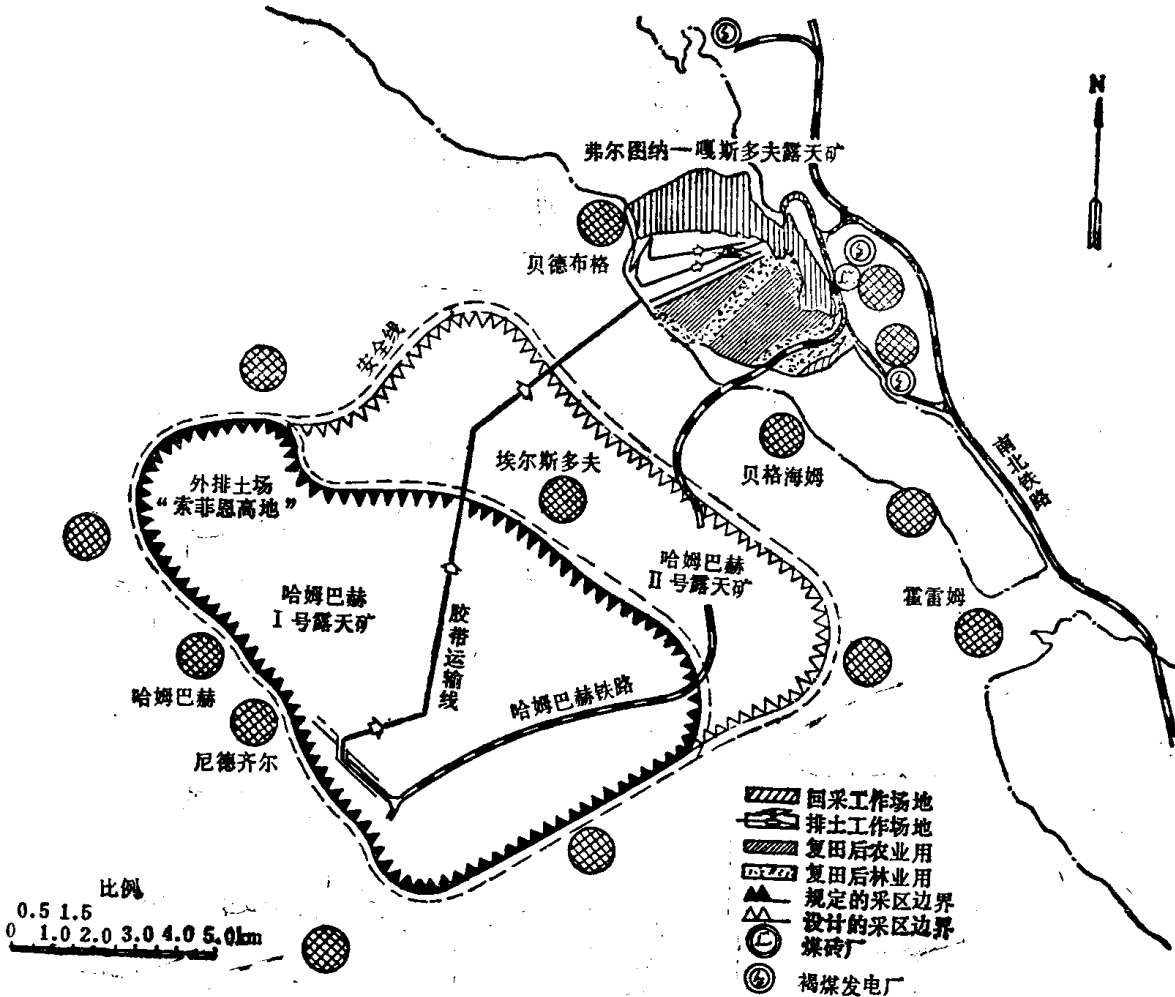 N
弗尔图纳一嘎斯多夫露天矿
贝德布格
安全线
埃尔斯多夫
贝格海姆
南北铁路
外排土场
“索菲恩高地”
哈姆巴赫
Ⅱ号露天矿
哈姆巴赫
Ⅰ号露天矿
霍雷姆
胶带运输线
哈姆巴赫铁路
哈姆巴赫
尼德齐尔
回采工作场地
排土工作场地
复田后农业用
复田后林业用
规定的采区边界
设计的采区边界
煤砖厂
褐煤发电厂
比例
0.5 1.5
0 1.0 2.0 3.0 4.0 5.0km